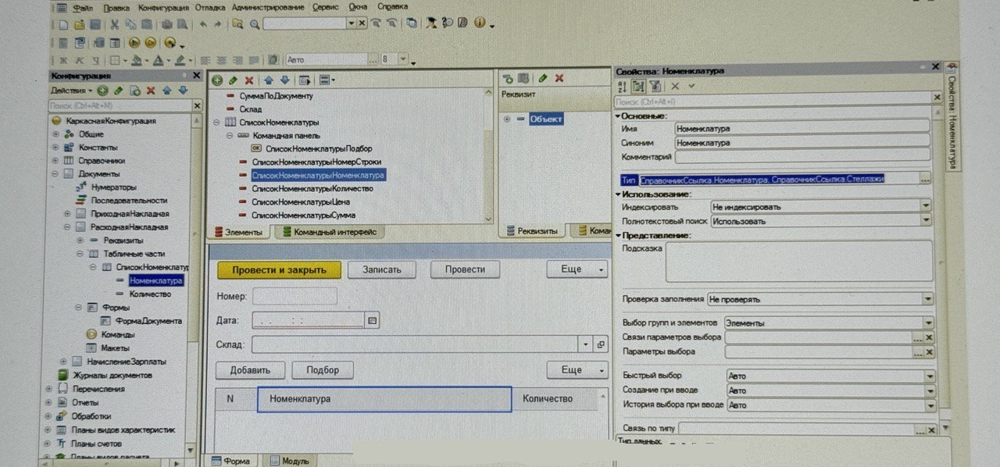 Файл Правка Конфигурация Отладка Администрирование Сервис Окна Справка
Авто 8
Конфигурация
Действия
Поиск (Ctrl+Alt+M)
КаркаснаяКонфигурация
Общие
Константы
Справочники
Документы
Нумераторы
Последовательности
ПриходнаяНакладная
РасходнаяНакладная
Реквизиты
Табличные части
СписокНоменклатур
Номенклатура
Количество
Формы
ФормаДокумента
Команды
Макеты
НачислениеЗарплаты
Журналы документов
Перечисления
Отчеты
Обработки
Планы видов характеристик
Планы счетов
Планы видов расчета
СуммаПоДокументу
Склад
СписокНоменклатуры
Командная панель
OK СписокНоменклатурыПодбор
СписокНоменклатурыНомерСтроки
СписокНоменклатурыНоменклатура
СписокНоменклатурыКоличество
СписокНоменклатурыЦена
СписокНоменклатурыСумма
Элементы Командный интерфейс
Реквизит
Объект
Реквизиты Коман
Провести и закрыть Записать Провести Еще
Номер:
Дата: . . : :
Склад:
Добавить Подбор Еще
N Номенклатура Количество
Форма Модуль
Свойства: Номенклатура
Поиск (Ctrl+Alt+I)
Основные:
Имя Номенклатура
Синоним Номенклатура
Комментарий
Тип СправочникСсылка.Номенклатура, СправочникСсылка.Стеллажи ...
Использование:
Индексировать Не индексировать
Полнотекстовый поиск Использовать
Представление:
Подсказка
Проверка заполнения Не проверять
Выбор групп и элементов Элементы
Связи параметров выбора ...
Параметры выбора ...
Быстрый выбор Авто
Создание при вводе Авто
История выбора при вводе Авто
Связь по типу ...
Тип данных
Свойства: Номенклатура